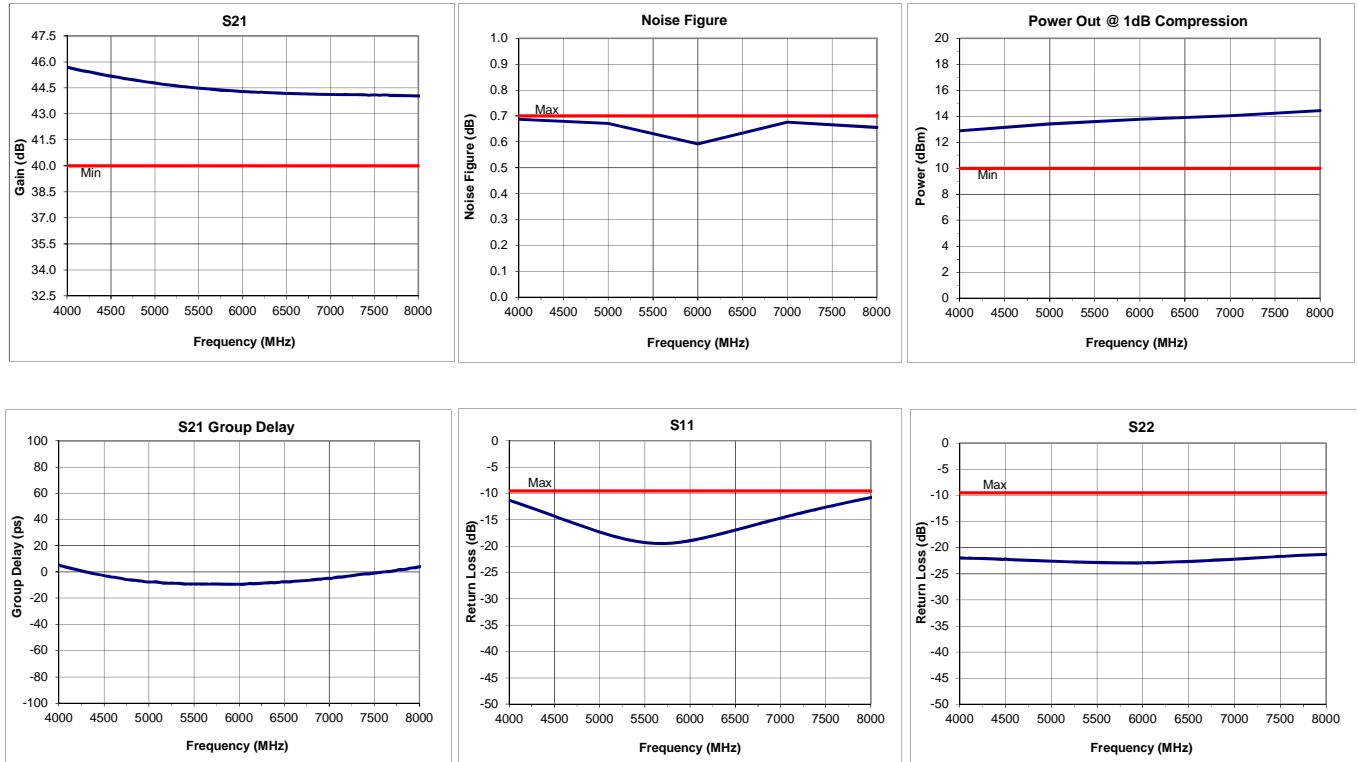 S21
47.5
46.0
44.5
43.0
41.5
40.0
38.5
37.0
35.5
34.0
32.5
Gain (dB)
Min
4000 4500 5000 5500 6000 6500 7000 7500 8000
Frequency (MHz)
Noise Figure
1.0
0.9
0.8
0.7
0.6
0.5
0.4
0.3
0.2
0.1
0.0
Noise Figure (dB)
Max
4000 4500 5000 5500 6000 6500 7000 7500 8000
Frequency (MHz)
Power Out @ 1dB Compression
20
18
16
14
12
10
8
6
4
2
0
Power (dBm)
Min
4000 4500 5000 5500 6000 6500 7000 7500 8000
Frequency (MHz)
S21 Group Delay
100
80
60
40
20
0
-20
-40
-60
-80
-100
Group Delay (ps)
4000 4500 5000 5500 6000 6500 7000 7500 8000
Frequency (MHz)
S11
0
-5
-10
-15
-20
-25
-30
-35
-40
-45
-50
Return Loss (dB)
Max
4000 4500 5000 5500 6000 6500 7000 7500 8000
Frequency (MHz)
S22
0
-5
-10
-15
-20
-25
-30
-35
-40
-45
-50
Return Loss (dB)
Max
4000 4500 5000 5500 6000 6500 7000 7500 8000
Frequency (MHz)